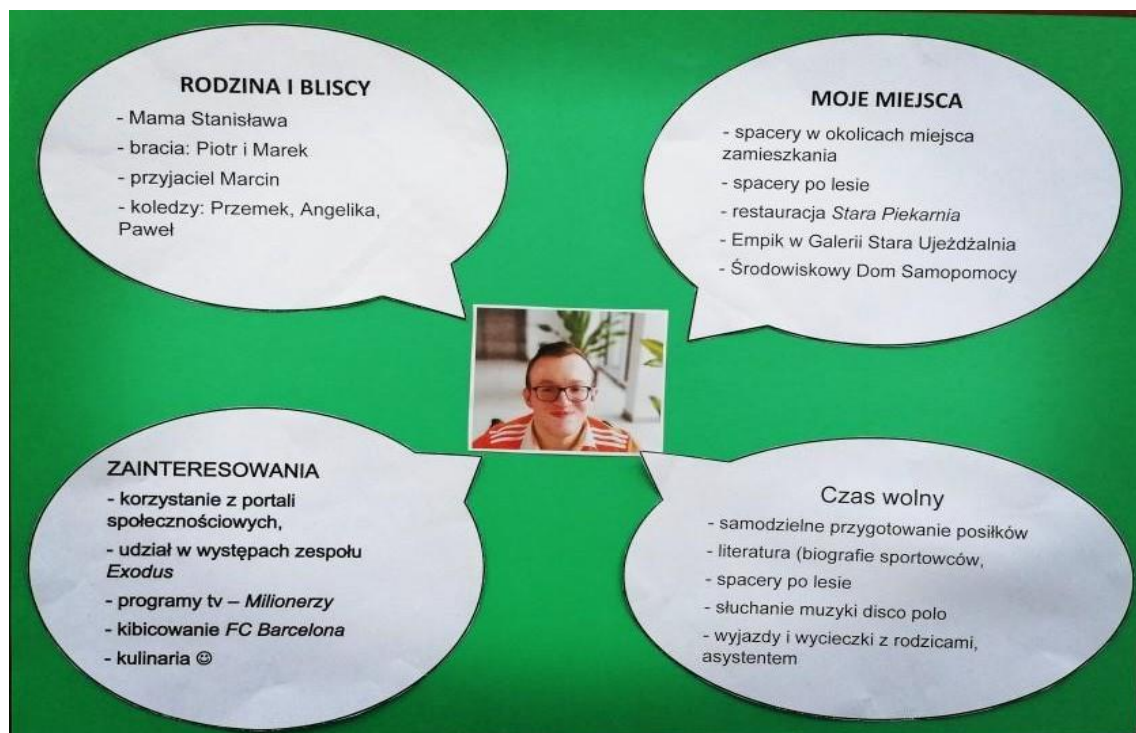 RODZINA I BLISCY
- Mama Stanisława
- bracia: Piotr i Marek
- przyjaciel Marcin
- koledzy: Przemek, Angelika,
Paweł
MOJE MIEJSCA
- spacery w okolicach miejsca
zamieszkania
- spacery po lesie
- restauracja Stara Piekarnia
- Empik w Galerii Stara Ujeżdżalnia
- Środowiskowy Dom Samopomocy
ZAINTERESOWANIA
- korzystanie z portali
społecznościowych,
- udział w występach zespołu
Exodus
- programy tv – Milionerzy
- kibicowanie FC Barcelona
- kulinaria ☺
Czas wolny
- samodzielne przygotowanie posiłków
- literatura (biografie sportowców,
- spacery po lesie
- słuchanie muzyki disco polo
- wyjazdy i wycieczki z rodzicami,
asystentem